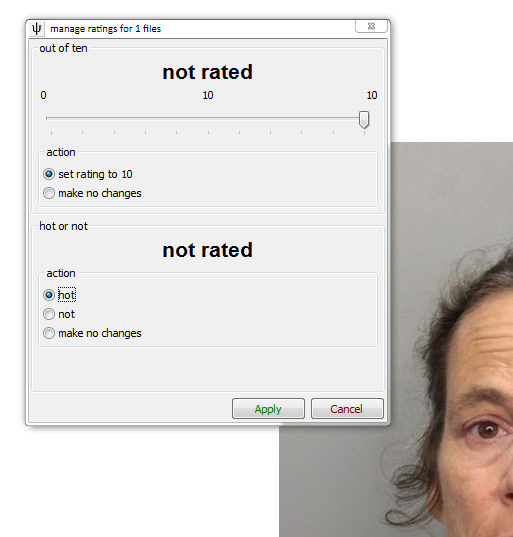 ψ manage ratings for 1 files
out of ten
not rated
0 10 10
action
set rating to 10
make no changes
hot or not
not rated
action
hot
not
make no changes
Apply Cancel